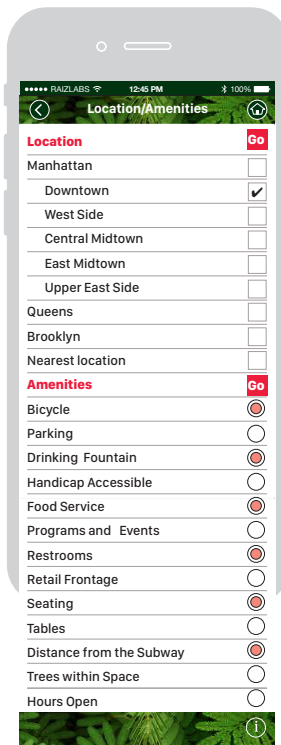 RAIZLABS 12:45 PM 100%
Location/Amenities
Location Go
Manhattan
Downtown
West Side
Central Midtown
East Midtown
Upper East Side
Queens
Brooklyn
Nearest location
Amenities Go
Bicycle
Parking
Drinking Fountain
Handicap Accessible
Food Service
Programs and Events
Restrooms
Retail Frontage
Seating
Tables
Distance from the Subway
Trees within Space
Hours Open
i